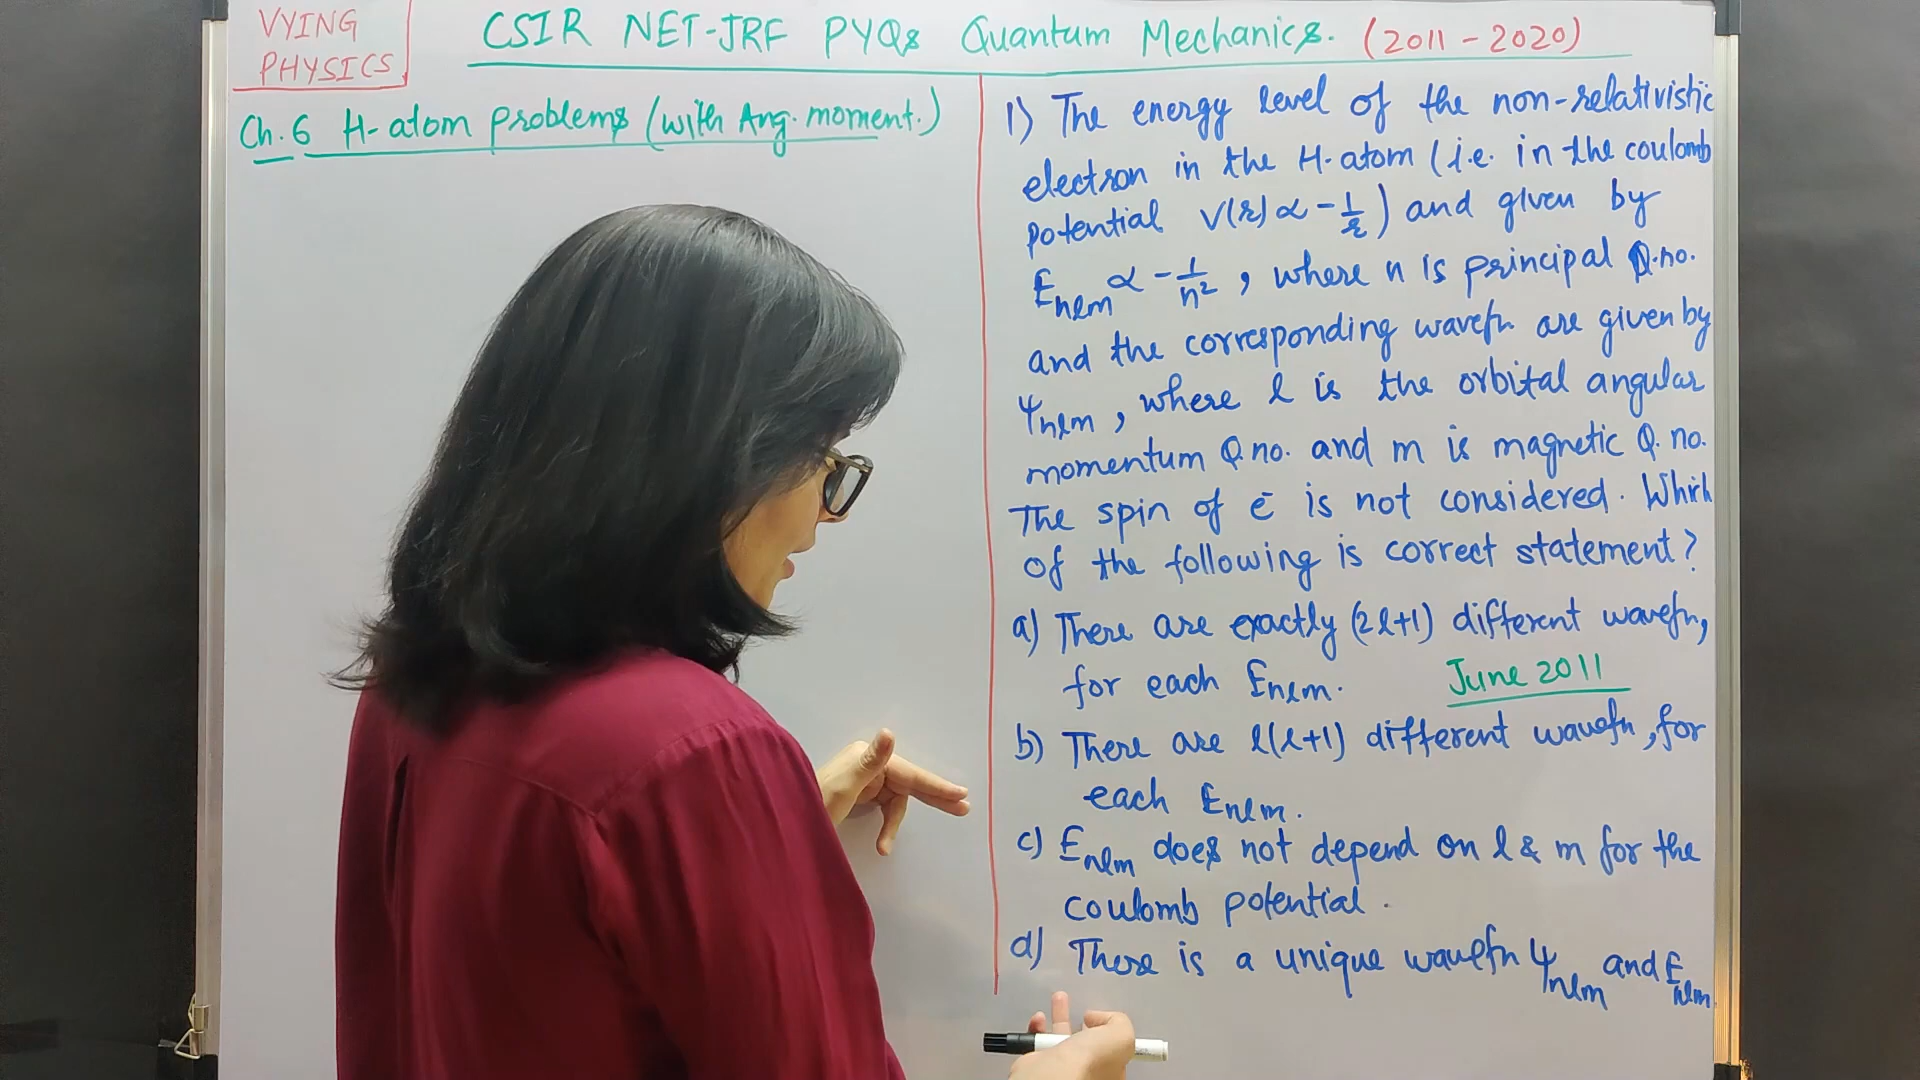 VYING
PHYSICS
CSIR NET-JRF PYQs Quantum Mechanics. (2011-2020)
Ch. 6 H-atom problems (with Ang. moment.)
1) The energy level of the non-relativistic
electron in the H-atom (i.e. in the coulomb
potential V(r) ∝ -1/r) and given by
Enlm ∝ -1/n², where n is principal Q.no.
and the corresponding wavefn are given by
Ψnlm, where l is the orbital angular
momentum Q.no. and m is magnetic Q. no.
The spin of e⁻ is not considered. Which
of the following is correct statement?
a) There are exactly (2l+1) different wavefn,
for each Enlm.
June 2011
b) There are l(l+1) different wavefn, for
each Enlm.
c) Enlm does not depend on l & m for the
coulomb potential.
d) There is a unique wavefn Ψnlm and Enlm